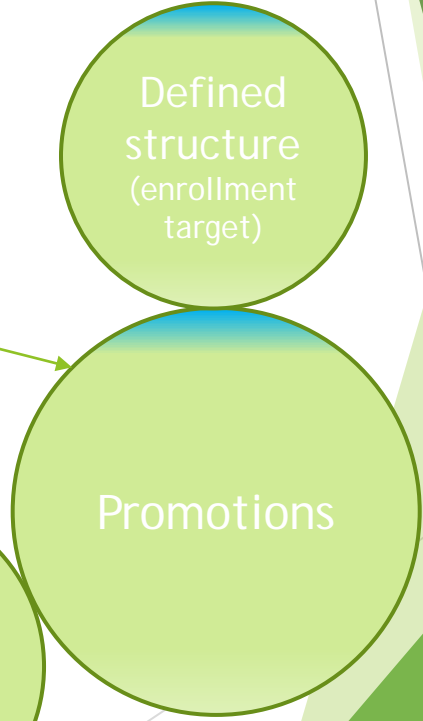 Defined
structure
(enrollment
target)
Promotions